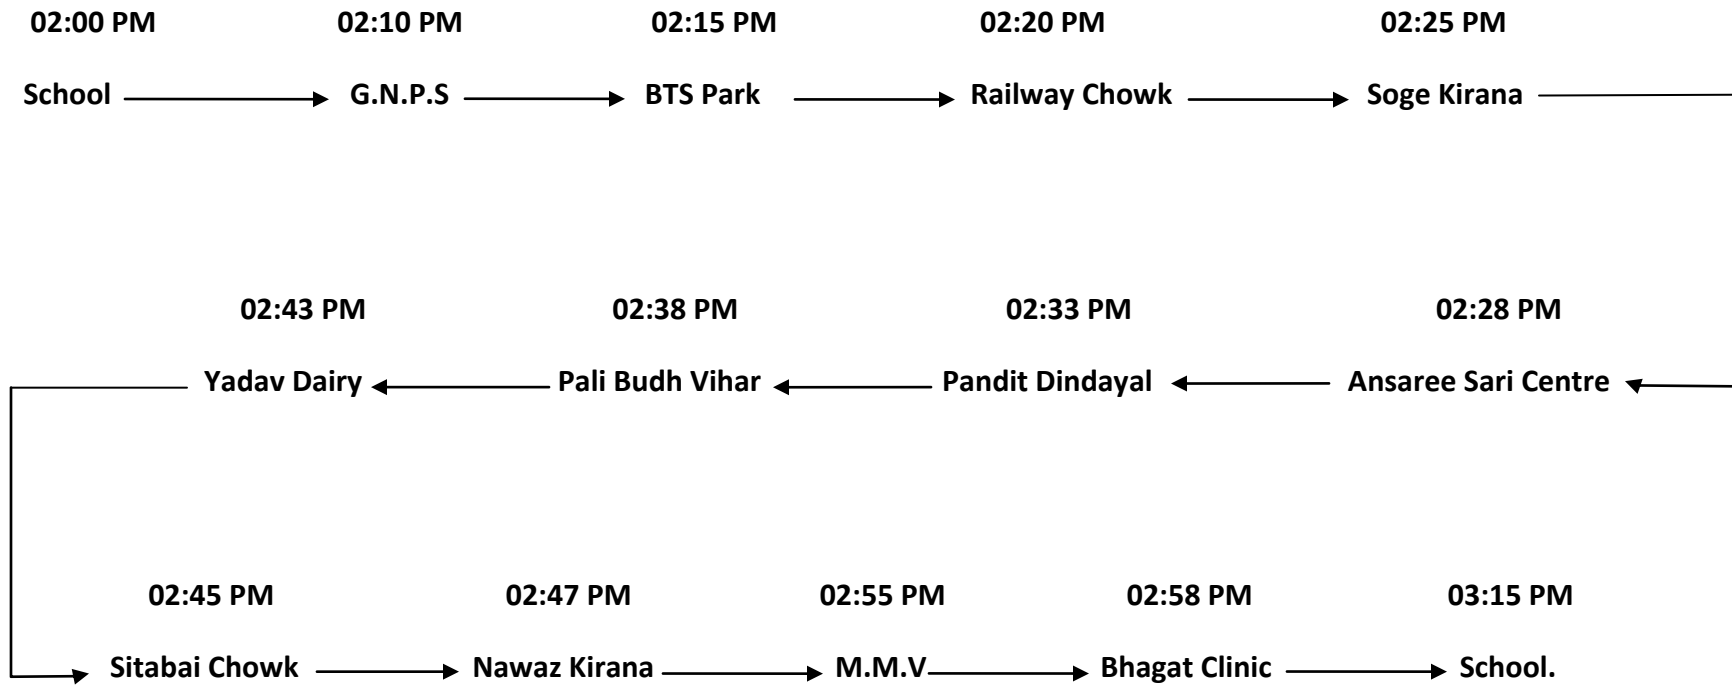 02:00 PM 02:10 PM 02:15 PM 02:20 PM 02:25 PM
School G.N.P.S BTS Park Railway Chowk Soge Kirana
02:43 PM 02:38 PM 02:33 PM 02:28 PM
Yadav Dairy Pali Budh Vihar Pandit Dindayal Ansaree Sari Centre
02:45 PM 02:47 PM 02:55 PM 02:58 PM 03:15 PM
Sitabai Chowk Nawaz Kirana M.M.V Bhagat Clinic School.